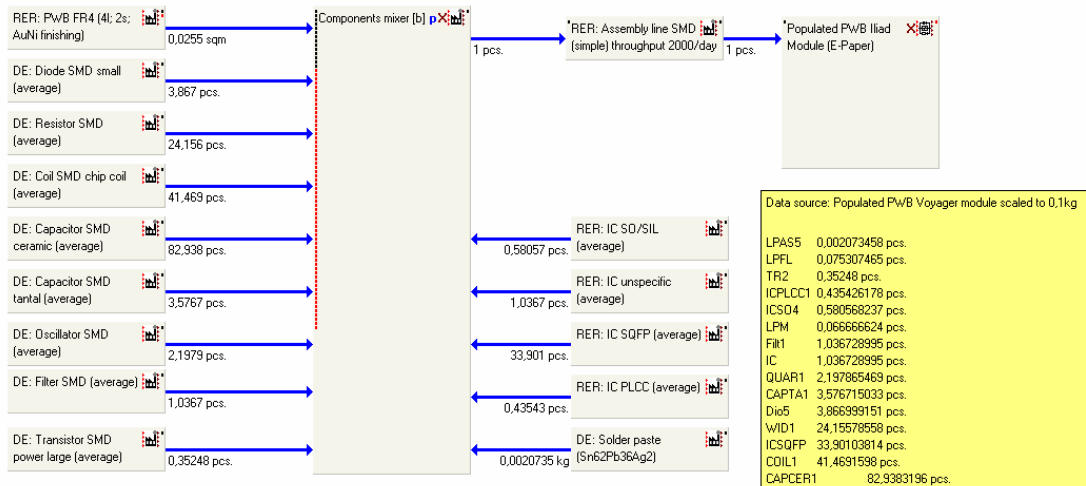 RER: PWB FR4 (4l; 2s;
AuNi finishing)
0,0255 sqm
DE: Diode SMD small
(average)
3,867 pcs.
DE: Resistor SMD
(average)
24,156 pcs.
DE: Coil SMD chip coil
(average)
41,469 pcs.
DE: Capacitor SMD
ceramic (average)
82,938 pcs.
DE: Capacitor SMD
tantal (average)
3,5767 pcs.
DE: Oscillator SMD
(average)
2,1979 pcs.
DE: Filter SMD (average)
1,0367 pcs.
DE: Transistor SMD
power large (average)
0,35248 pcs.
Components mixer [b] p
1 pcs.
RER: Assembly line SMD
(simple) throughput 2000/day
1 pcs.
Populated PWB Iliad
Module (E-Paper)
RER: IC SO/SIL
(average)
0,58057 pcs.
RER: IC unspecific
(average)
1,0367 pcs.
RER: IC SQFP (average)
33,901 pcs.
RER: IC PLCC (average)
0,43543 pcs.
DE: Solder paste
(Sn62Pb36Ag2)
0,0020735 kg
Data source: Populated PWB Voyager module scaled to 0,1kg
LPAS5 0,002073458 pcs.
LPFL 0,075307465 pcs.
TR2 0,35248 pcs.
ICPLCC1 0,435426178 pcs.
ICSO4 0,580568237 pcs.
LPM 0,066666624 pcs.
Filt1 1,036728995 pcs.
IC 1,036728995 pcs.
QUAR1 2,197865469 pcs.
CAPTA1 3,576715033 pcs.
Dio5 3,866999151 pcs.
WID1 24,15578558 pcs.
ICSQFP 33,90103814 pcs.
COIL1 41,4691598 pcs.
CAPCER1 82,9383196 pcs.